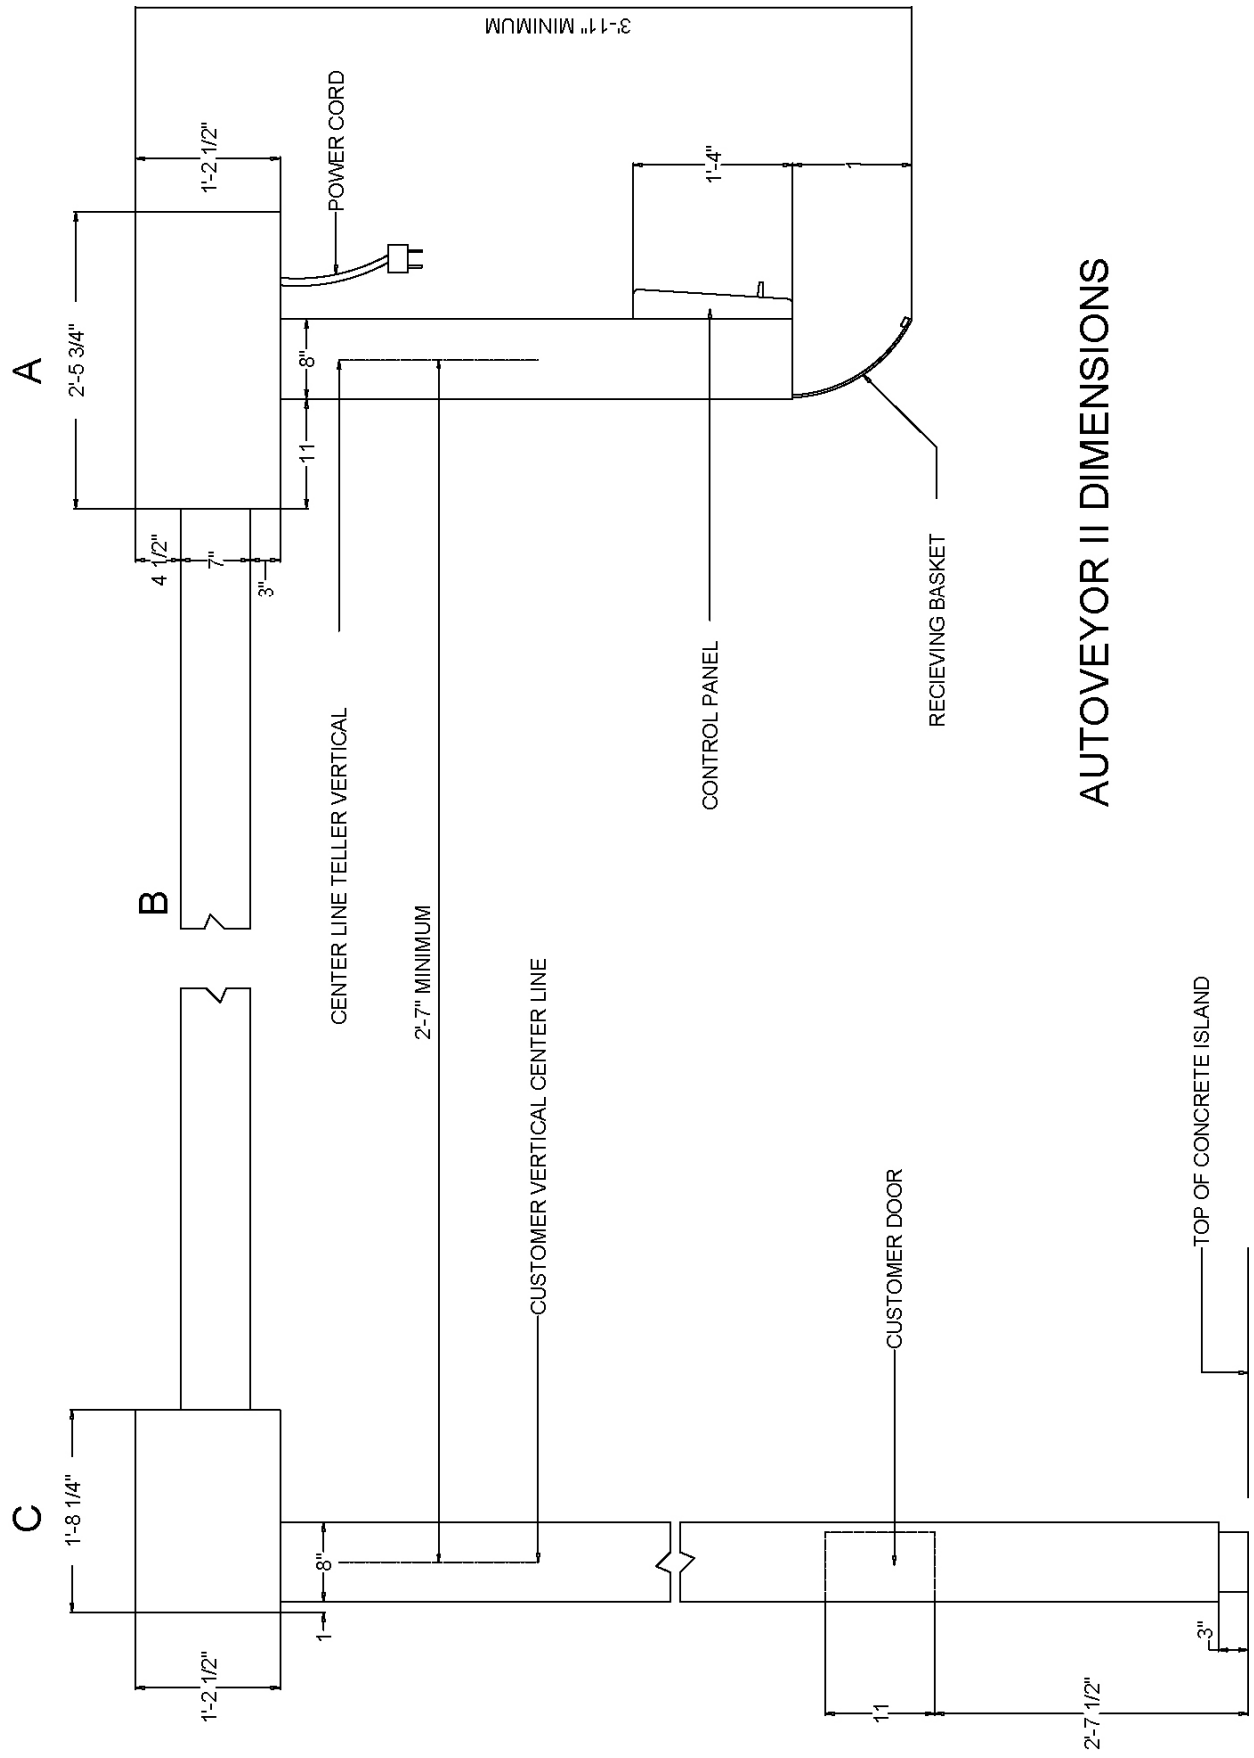 C
A
1'-8 1/4"
2'-5 3/4"
B
1'-2 1/2"
4 1/2"
7"
3"
1'-2 1/2"
1
8"
11
8"
POWER CORD
CENTER LINE TELLER VERTICAL
2'-7" MINIMUM
CUSTOMER VERTICAL CENTER LINE
3'-11" MINIMUM
CONTROL PANEL
1'-4"
11
CUSTOMER DOOR
1
RECIEVING BASKET
2'-7 1/2"
AUTOVEYOR II DIMENSIONS
3"
TOP OF CONCRETE ISLAND